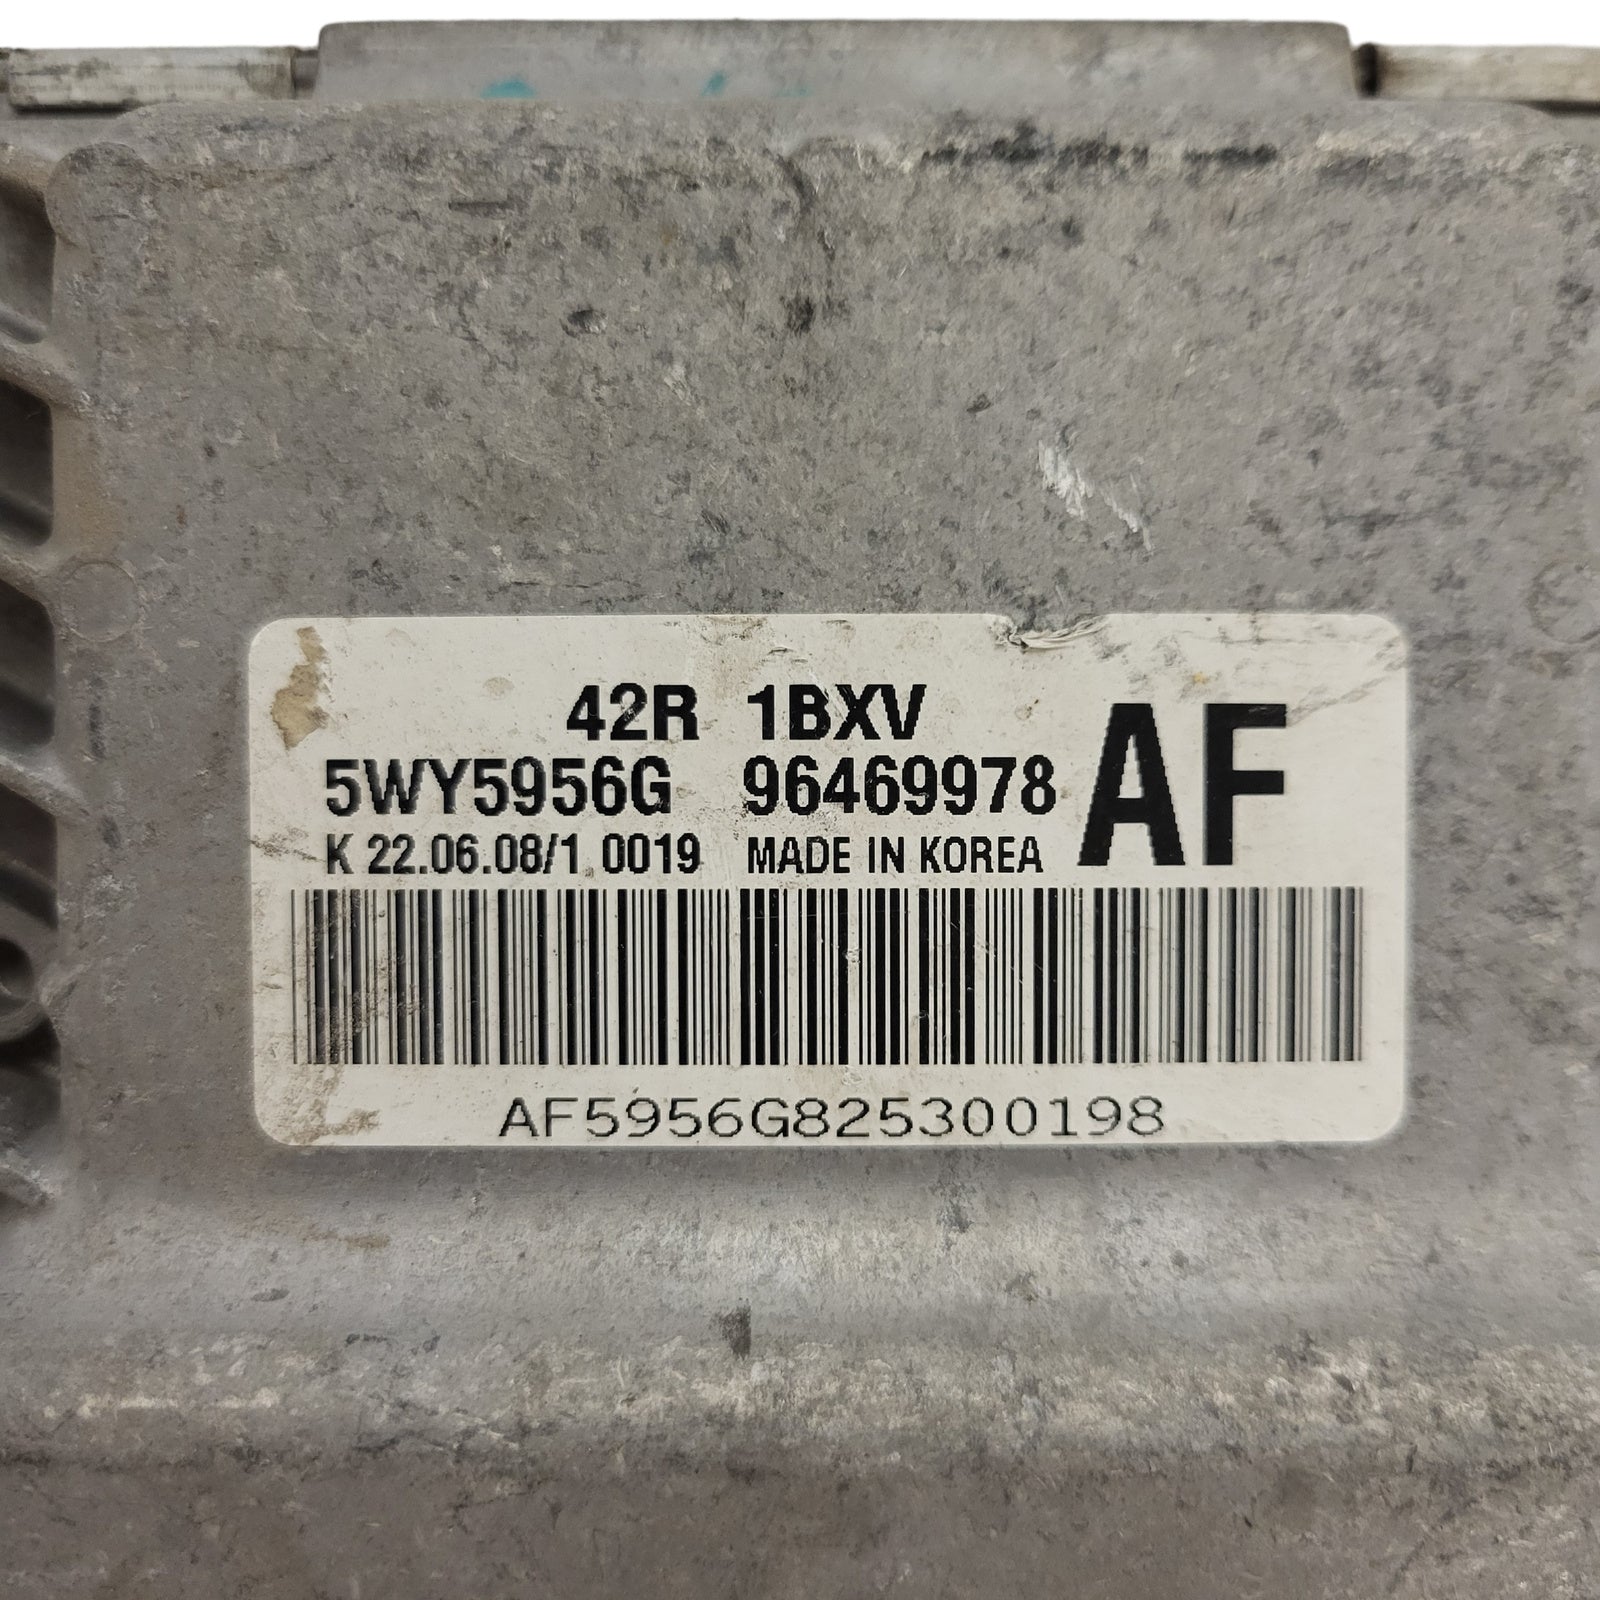 42R 1BXV
5WY5956G 96469978 AF
K 22.06.08/1 0019 MADE IN KOREA
AF5956G825300198